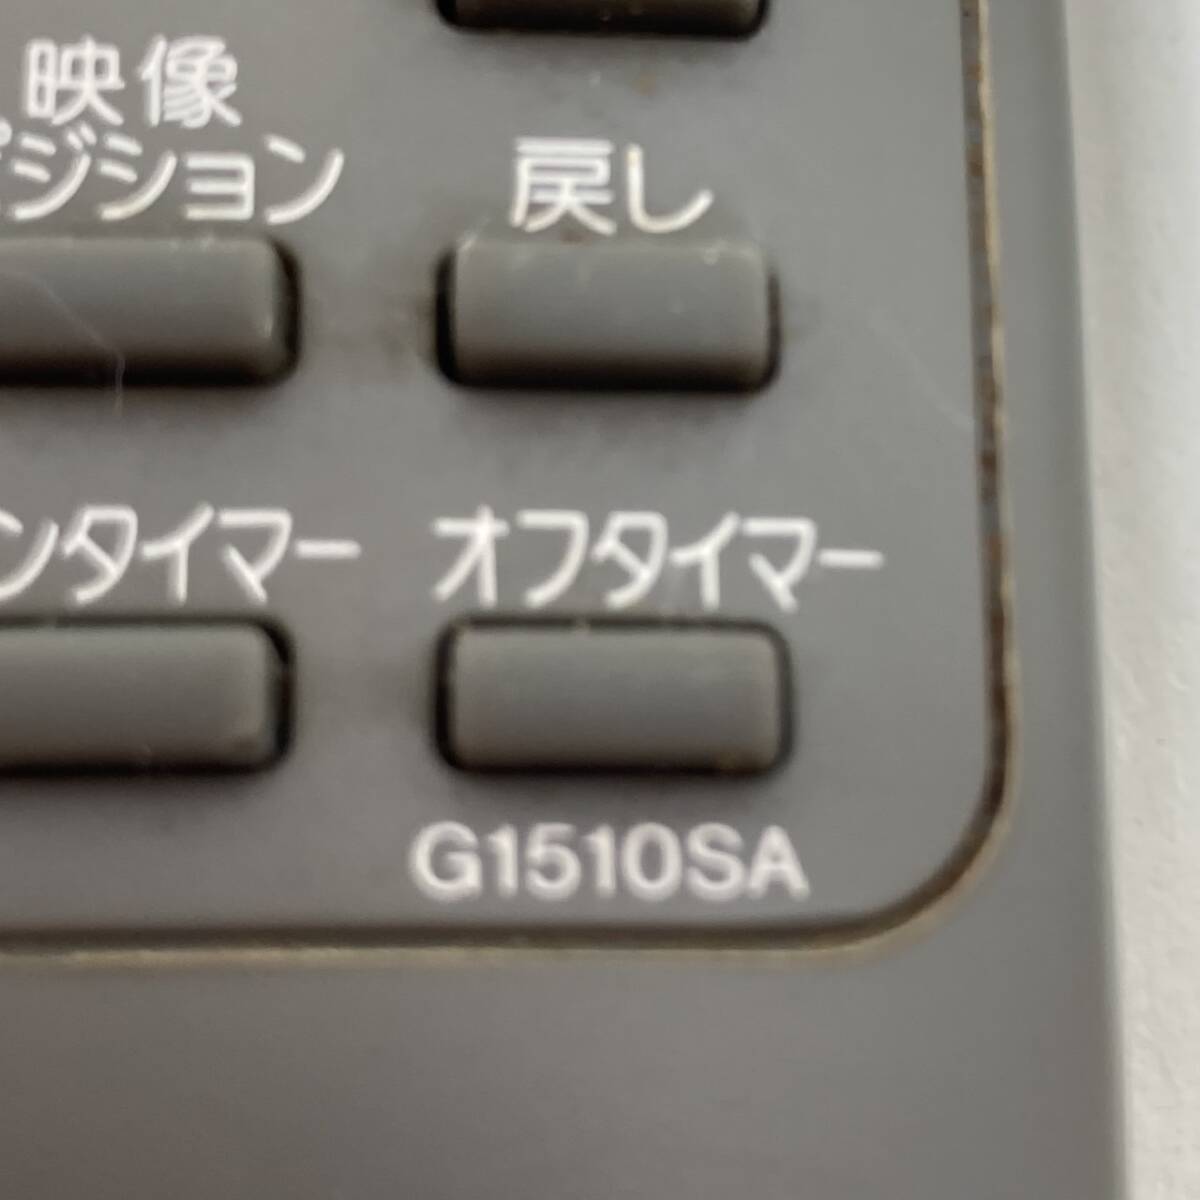 映像
ポジション
戻し
ンタイマー
オフタイマー
G1510SA